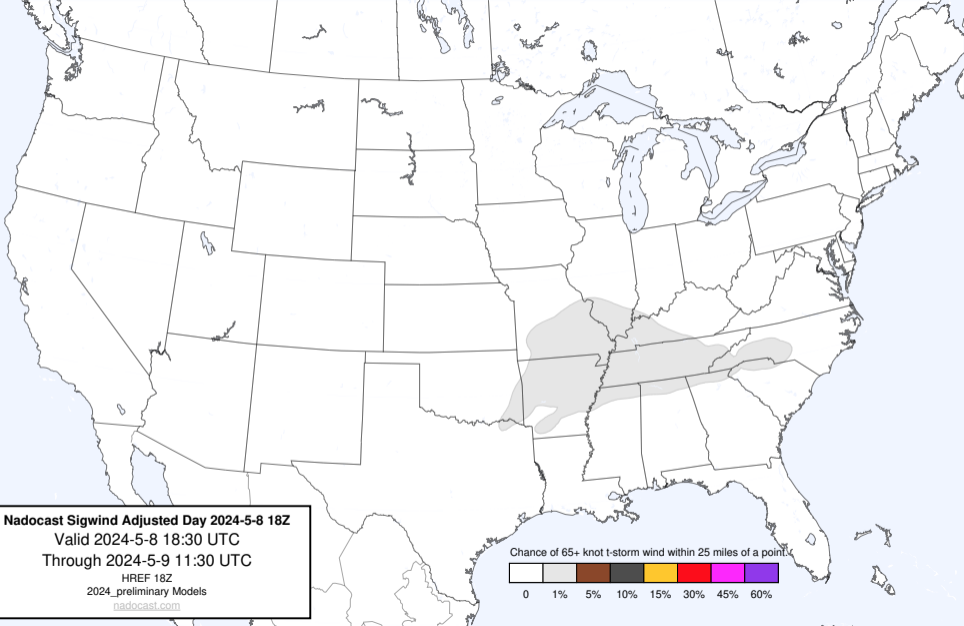 Nadocast Sigwind Adjusted Day 2024-5-8 18Z
Valid 2024-5-8 18:30 UTC
Through 2024-5-9 11:30 UTC
HREF 18Z
2024_preliminary Models
nadocast.com
Chance of 65+ knot t-storm wind within 25 miles of a point.
0 1% 5% 10% 15% 30% 45% 60%